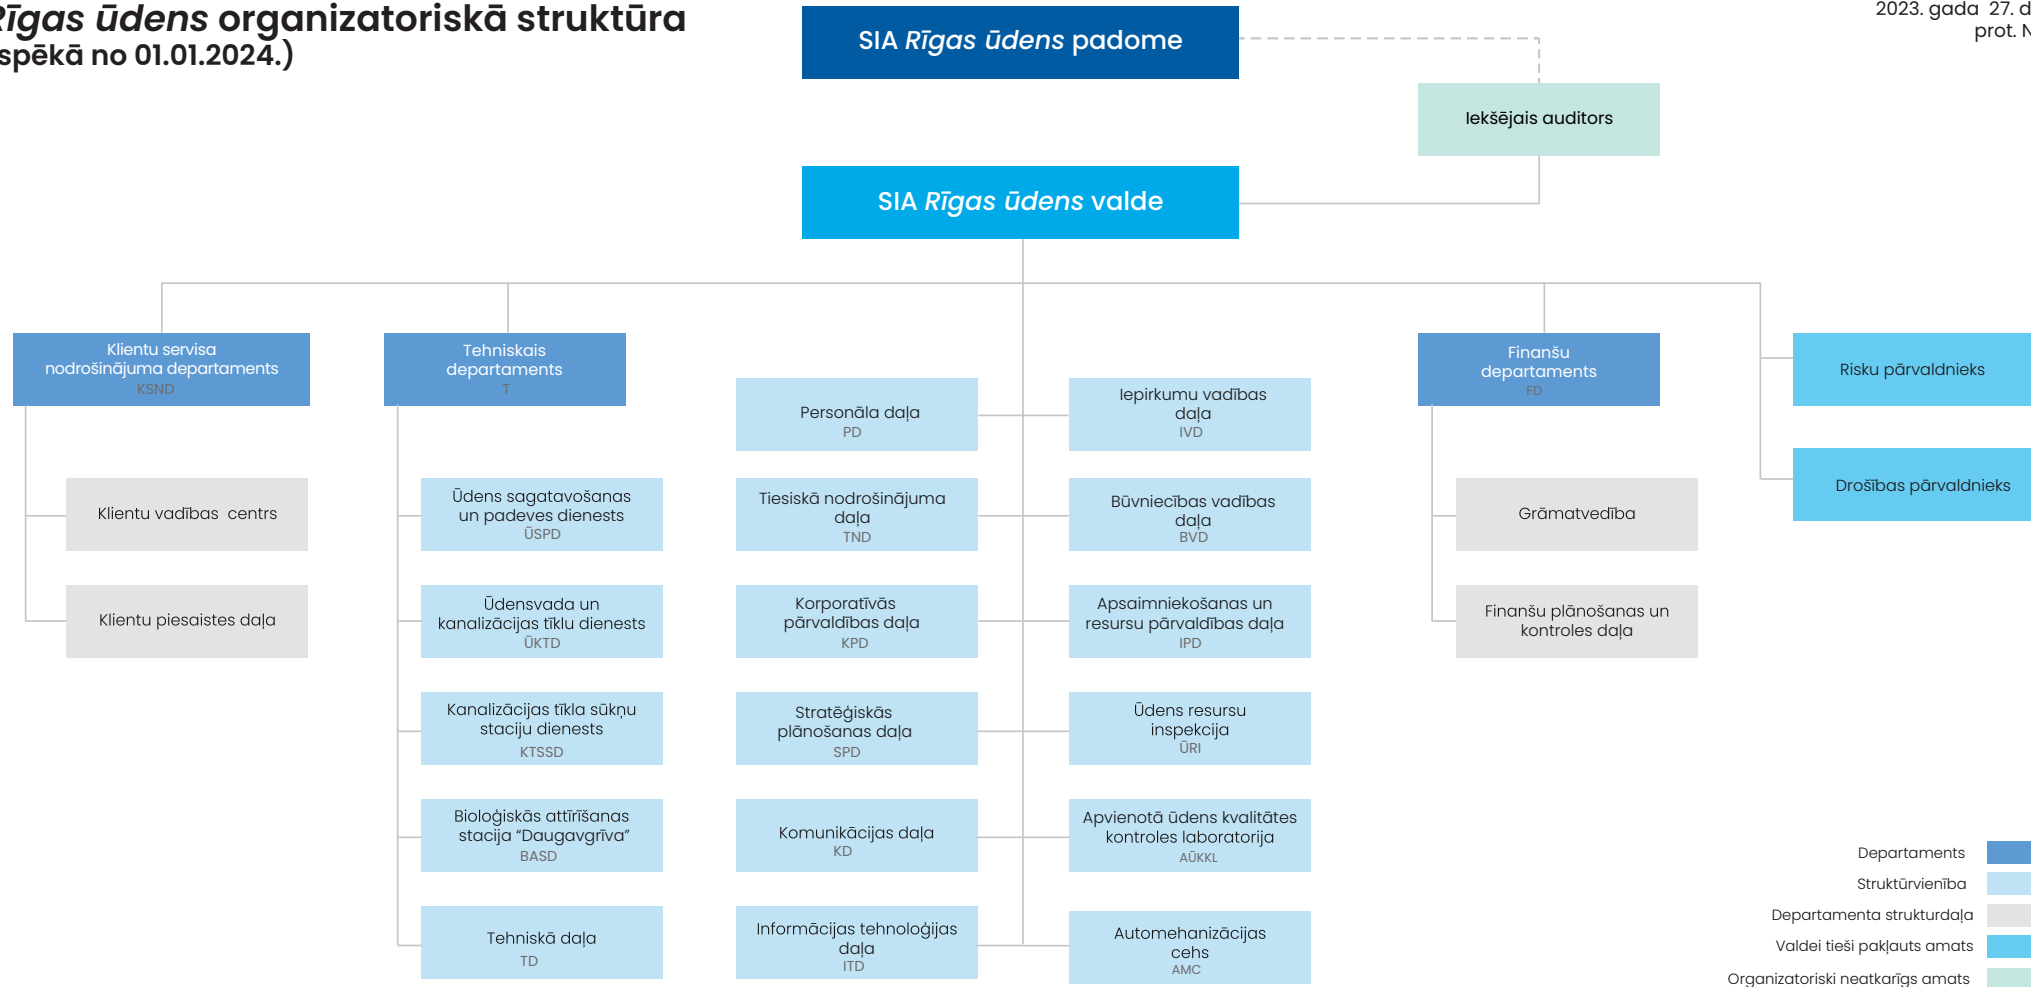 Rīgas ūdens organizatoriskā struktūra
spēkā no 01.01.2024.)
2023. gada 27. d
prot. N
SIA Rīgas ūdens padome
Iekšējais auditors
SIA Rīgas ūdens valde
Klientu servisa
nodrošinājuma departaments
KSND
Klientu vadības centrs
Klientu piesaistes daļa
Tehniskais
departaments
T
Ūdens sagatavošanas
un padeves dienests
ŪSPD
Ūdensvada un
kanalizācijas tīklu dienests
ŪKTD
Kanalizācijas tīkla sūkņu
staciju dienests
KTSSD
Bioloģiskās attīrīšanas
stacija “Daugavgrīva”
BASD
Tehniskā daļa
TD
Personāla daļa
PD
Tiesiskā nodrošinājuma
daļa
TND
Korporatīvās
pārvaldības daļa
KPD
Stratēģiskās
plānošanas daļa
SPD
Komunikācijas daļa
KD
Informācijas tehnoloģijas
daļa
ITD
Iepirkumu vadības
daļa
IVD
Būvniecības vadības
daļa
BVD
Apsaimniekošanas un
resursu pārvaldības daļa
IPD
Ūdens resursu
inspekcija
ŪRI
Apvienotā ūdens kvalitātes
kontroles laboratorija
AŪKKL
Automehanizācijas
cehs
AMC
Finanšu
departaments
FD
Grāmatvedība
Finanšu plānošanas un
kontroles daļa
Risku pārvaldnieks
Drošības pārvaldnieks
Departaments
Struktūrvienība
Departamenta strukturdaļa
Valdei tieši pakļauts amats
Organizatoriski neatkarīgs amats